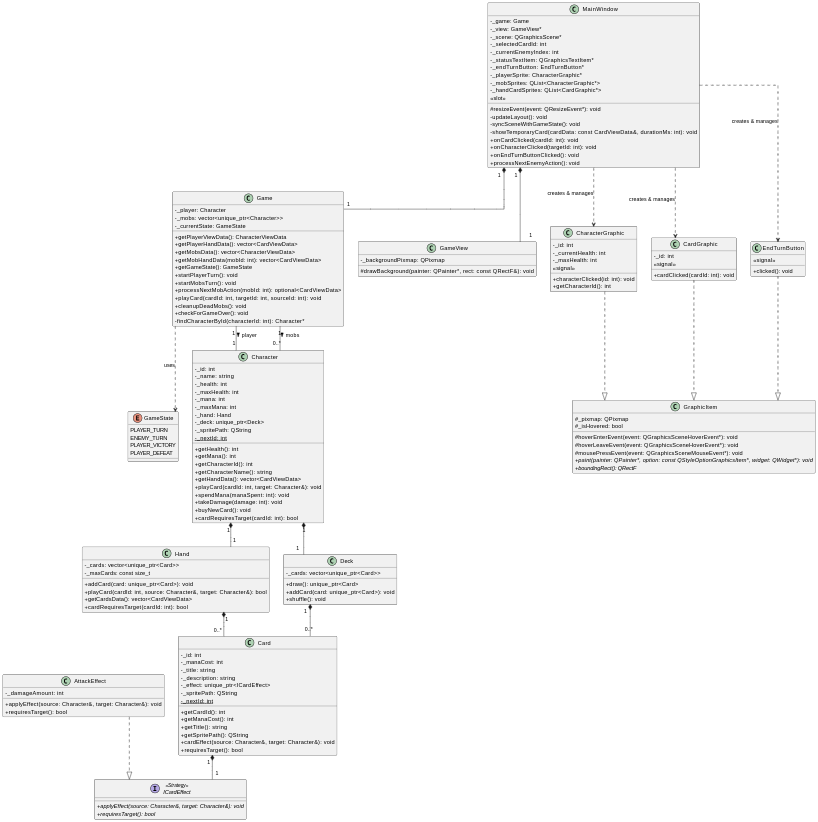 C MainWindow
-_game: Game
-_view: GameView*
-_scene: QGraphicsScene*
-_selectedCardId: int
-_currentEnemyIndex: int
-_statusTextItem: QGraphicsTextItem*
-_endTurnButton: EndTurnButton*
-_playerSprite: CharacterGraphic*
-_mobSprites: QList<CharacterGraphic*>
-_handCardSprites: QList<CardGraphic*>
«slot»
#resizeEvent(event: QResizeEvent*): void
-updateLayout(): void
-syncSceneWithGameState(): void
-showTemporaryCard(cardData: const CardViewData&, durationMs: int): void
+onCardClicked(cardId: int): void
+onCharacterClicked(targetId: int): void
+onEndTurnButtonClicked(): void
+processNextEnemyAction(): void
creates & manages
creates & manages
creates & manages
1
1
1
1
C Game
-_player: Character
-_mobs: vector<unique_ptr<Character>>
-_currentState: GameState
+getPlayerViewData(): CharacterViewData
+getPlayerHandData(): vector<CardViewData>
+getMobsData(): vector<CharacterViewData>
+getMobHandData(mobId: int): vector<CardViewData>
+getGameState(): GameState
+startPlayerTurn(): void
+startMobsTurn(): void
+processNextMobAction(mobId: int): optional<CardViewData>
+playCard(cardId: int, targetId: int, sourceId: int): void
+cleanupDeadMobs(): void
+checkForGameOver(): void
-findCharacterById(characterId: int): Character*
C GameView
-_backgroundPixmap: QPixmap
#drawBackground(painter: QPainter*, rect: const QRectF&): void
C CharacterGraphic
-_id: int
-_currentHealth: int
-_maxHealth: int
«signal»
+characterClicked(id: int): void
+getCharacterId(): int
C CardGraphic
-_id: int
«signal»
+cardClicked(cardId: int): void
C EndTurnButton
«signal»
+clicked(): void
uses
1
player
1
1
mobs
0..*
C Character
-_id: int
-_name: string
-_health: int
-_maxHealth: int
-_mana: int
-_maxMana: int
-_hand: Hand
-_deck: unique_ptr<Deck>
-_spritePath: QString
-_nextId: int
+getHealth(): int
+getMana(): int
+getCharacterId(): int
+getCharacterName(): string
+getHandData(): vector<CardViewData>
+playCard(cardId: int, target: Character&): void
+spendMana(manaSpent: int): void
+takeDamage(damage: int): void
+buyNewCard(): void
+cardRequiresTarget(cardId: int): bool
E GameState
PLAYER_TURN
ENEMY_TURN
PLAYER_VICTORY
PLAYER_DEFEAT
C GraphicItem
#_pixmap: QPixmap
#_isHovered: bool
#hoverEnterEvent(event: QGraphicsSceneHoverEvent*): void
#hoverLeaveEvent(event: QGraphicsSceneHoverEvent*): void
#mousePressEvent(event: QGraphicsSceneMouseEvent*): void
+paint(painter: QPainter*, option: const QStyleOptionGraphicsItem*, widget: QWidget*): void
+boundingRect(): QRectF
1
1
1
1
C Hand
-_cards: vector<unique_ptr<Card>>
-_maxCards: const size_t
+addCard(card: unique_ptr<Card>): void
+playCard(cardId: int, source: Character&, target: Character&): bool
+getCardsData(): vector<CardViewData>
+cardRequiresTarget(cardId: int): bool
C Deck
-_cards: vector<unique_ptr<Card>>
+draw(): unique_ptr<Card>
+addCard(card: unique_ptr<Card>): void
+shuffle(): void
1
0..*
1
0..*
C Card
-_id: int
-_manaCost: int
-_title: string
-_description: string
-_effect: unique_ptr<ICardEffect>
-_spritePath: QString
-_nextId: int
+getCardId(): int
+getManaCost(): int
+getTitle(): string
+getSpritePath(): QString
+cardEffect(source: Character&, target: Character&): void
+requiresTarget(): bool
C AttackEffect
-_damageAmount: int
+applyEffect(source: Character&, target: Character&): void
+requiresTarget(): bool
1
1
I «Strategy»
ICardEffect
+applyEffect(source: Character&, target: Character&): void
+requiresTarget(): bool